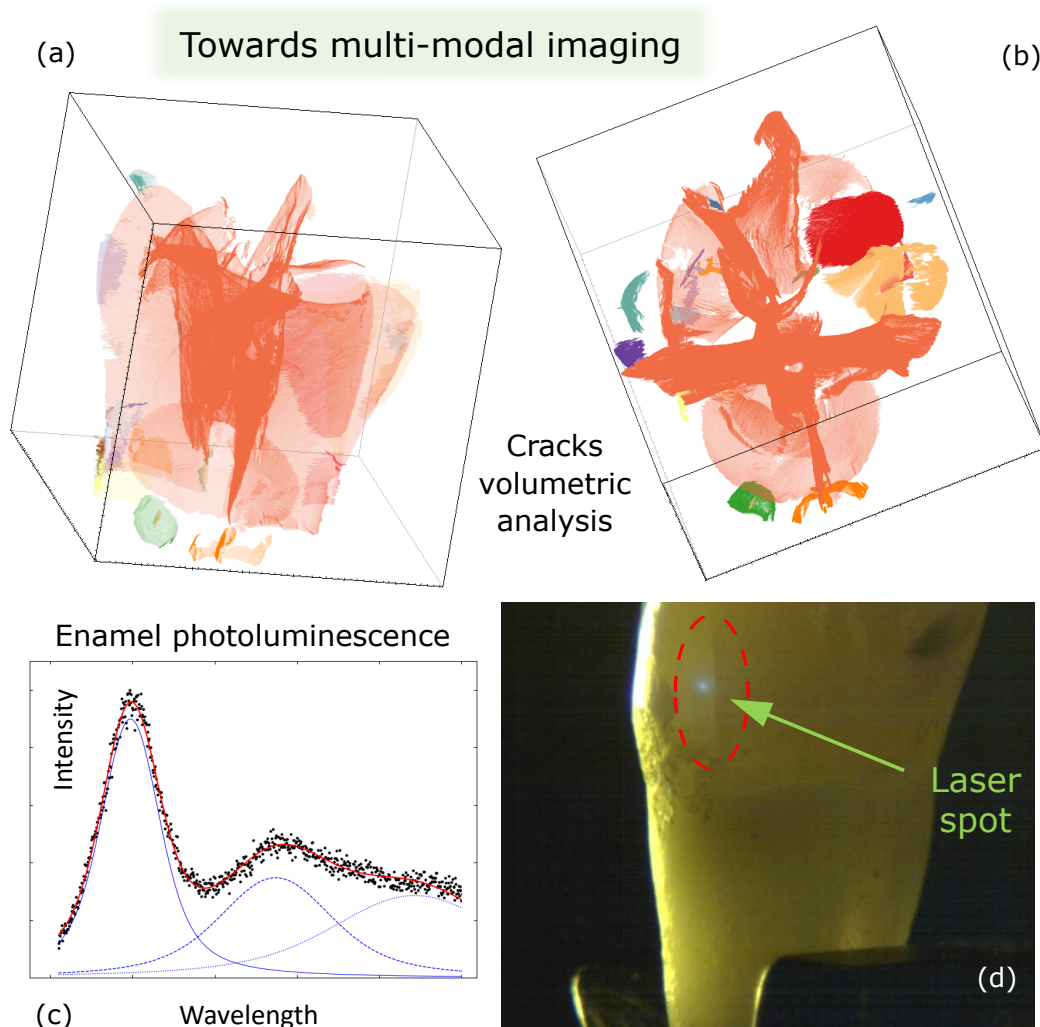 (a)
Towards multi-modal imaging
(b)
Cracks
volumetric
analysis
Enamel photoluminescence
Intensity
Laser
spot
(d)
(c)
Wavelength